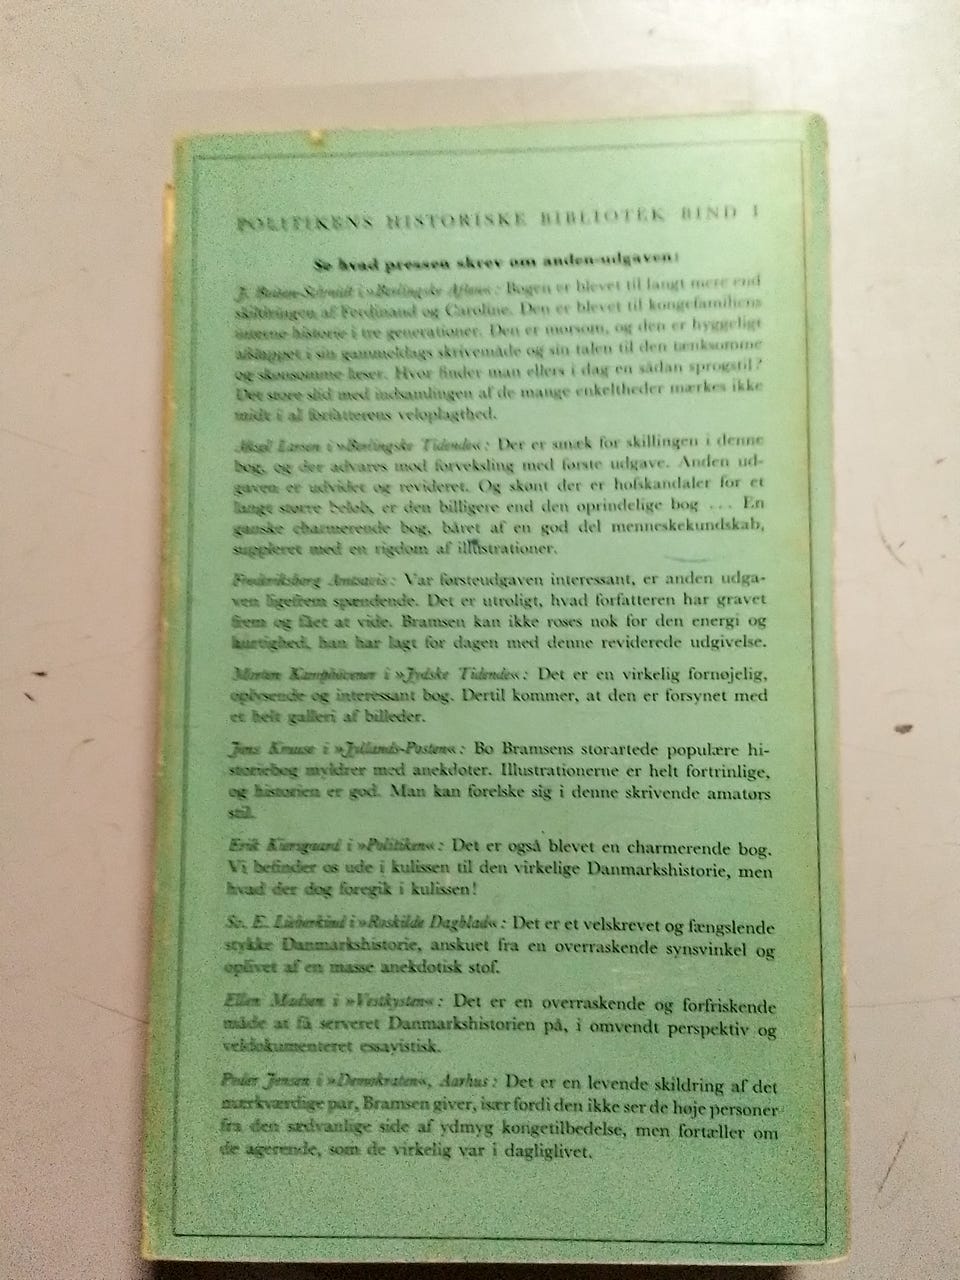 POLITIKENS HISTORISKE BIBLIOTEK BIND I
Se hvad pressen skrev om anden-udgaven:
i »Berlingske Aften«: Bogen er blevet til langt mere end
skildringen af Ferdinand og Caroline. Den er blevet til kongefamiliens
interne historie i tre generationer. Den er morsom, og den er hyggeligt
afslappet i sin gammeldags skrivemåde og sin talen til den tænksomme
og skønsomme læser. Hvor finder man ellers i dag en sådan sprogstil?
Det store slid med indsamlingen af de mange enkeltheder mærkes ikke
midt i al forfatterens veloplagthed.
Aksel Larsen i »Berlingske Tidende«: Der er smæk for skillingen i denne
bog, og der advares mod forveksling med første udgave. Anden ud-
gaven er udvidet og revideret. Og skønt der er hofskandaler for et
langt større beløb, er den billigere end den oprindelige bog ... En
ganske charmerende bog, båret af en god del menneskekundskab,
suppleret med en rigdom af illustrationer.
Frederiksborg Amtsavis: Var førsteudgaven interessant, er anden udga-
ven ligefrem spændende. Det er utroligt, hvad forfatteren har gravet
frem og fået at vide. Bramsen kan ikke roses nok for den energi og
hurtighed, han har lagt for dagen med denne reviderede udgivelse.
Morten Kamphövener i »Jydske Tidende«: Det er en virkelig fornøjelig,
oplysende og interessant bog. Dertil kommer, at den er forsynet med
et helt galleri af billeder.
Jens Kruuse i »Jyllands-Posten«: Bo Bramsens storartede populære hi-
storiebog myldrer med anekdoter. Illustrationerne er helt fortrinlige,
og historien er god. Man kan forelske sig i denne skrivende amatørs
stil.
Erik Kjersgaard i »Politiken«: Det er også blevet en charmerende bog.
Vi befinder os ude i kulissen til den virkelige Danmarkshistorie, men
hvad der dog foregik i kulissen!
Sv. E. Lieberkind i »Roskilde Dagblad«: Det er et velskrevet og fængslende
stykke Danmarkshistorie, anskuet fra en overraskende synsvinkel og
oplivet af en masse anekdotisk stof.
Ellen Madsen i »Vestkysten«: Det er en overraskende og forfriskende
måde at få serveret Danmarkshistorien på, i omvendt perspektiv og
veldokumenteret essayistisk.
Peder Jensen i »Demokraten«, Aarhus: Det er en levende skildring af det
mærkværdige par, Bramsen giver, især fordi den ikke ser de høje personer
fra den sædvanlige side af ydmyg kongetilbedelse, men fortæller om
de agerende, som de virkelig var i dagliglivet.